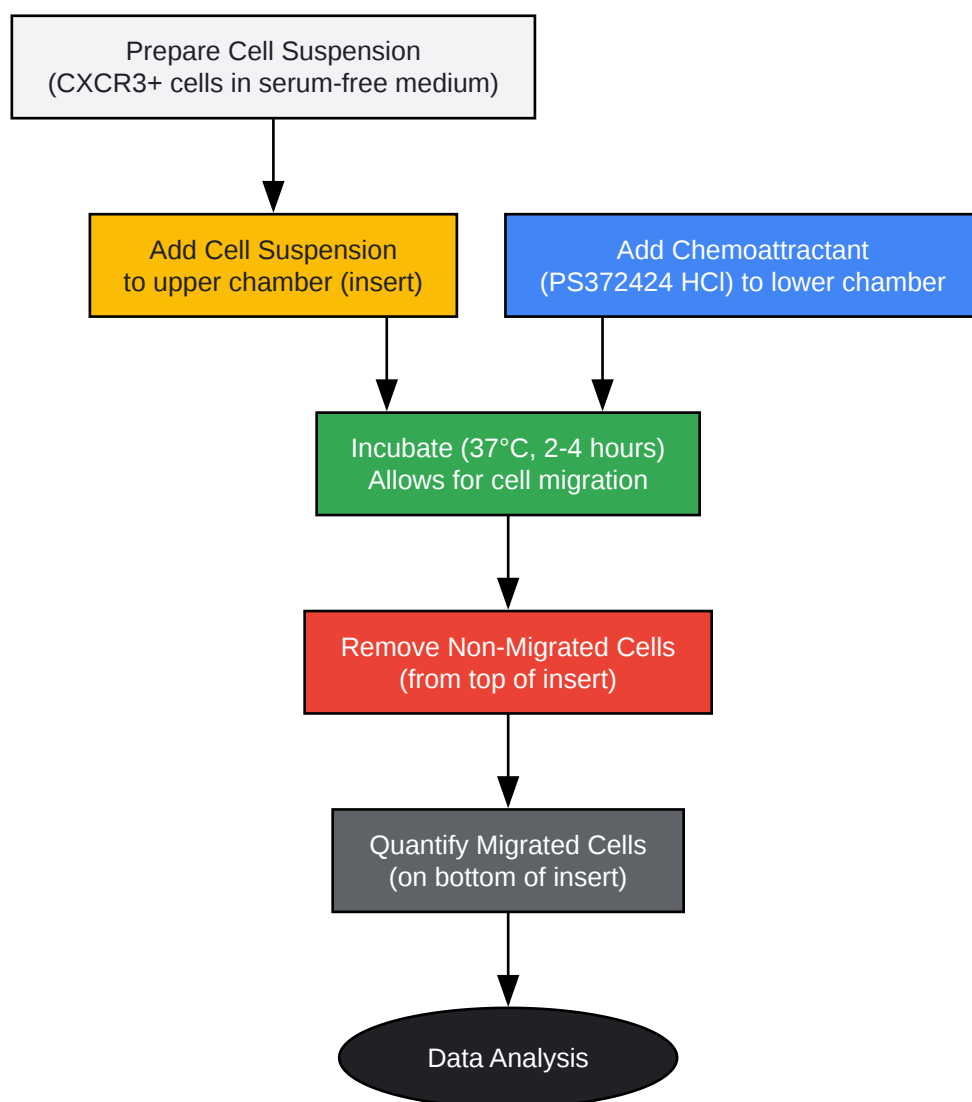 Prepare Cell Suspension
(CXCR3+ cells in serum-free medium)
Add Cell Suspension
to upper chamber (insert)
Add Chemoattractant
(PS372424 HCl) to lower chamber
Incubate (37°C, 2-4 hours)
Allows for cell migration
Remove Non-Migrated Cells
(from top of insert)
Quantify Migrated Cells
(on bottom of insert)
Data Analysis